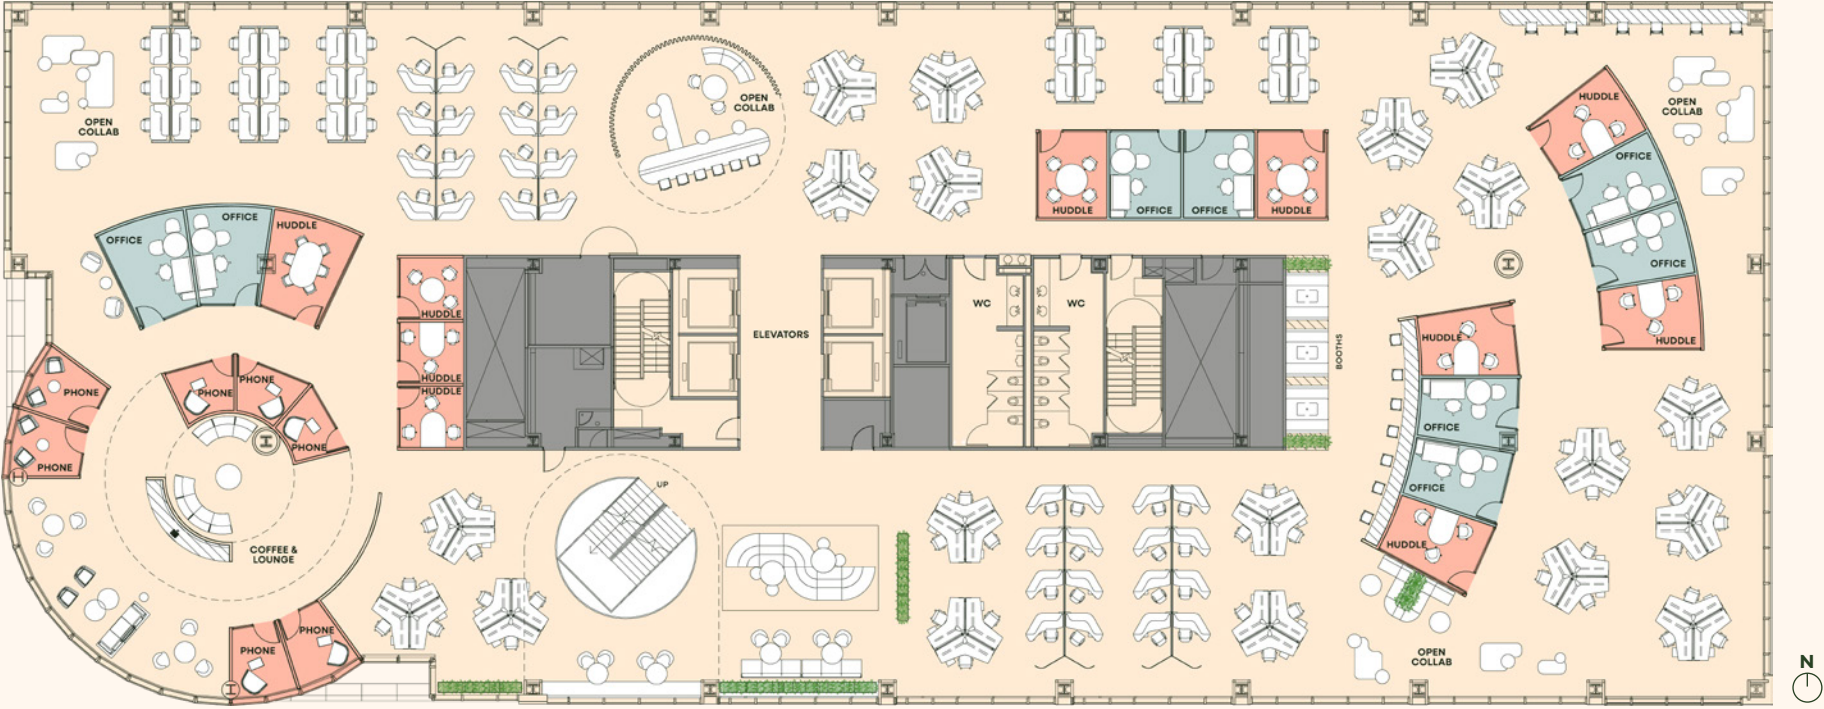 OPEN
COLLAB
OPEN
COLLAB
HUDDLE
OPEN
COLLAB
OFFICE
HUDDLE
OFFICE
OFFICE
HUDDLE
OFFICE
OFFICE
HUDDLE
OFFICE
HUDDLE
HUDDLE
HUDDLE
HUDDLE
ELEVATORS
WC
WC
BOOTHS
HUDDLE
OFFICE
OFFICE
HUDDLE
HUDDLE
PHONE
PHONE
PHONE
PHONE
PHONE
COFFEE &
LOUNGE
UP
PHONE
PHONE
OPEN
COLLAB
N